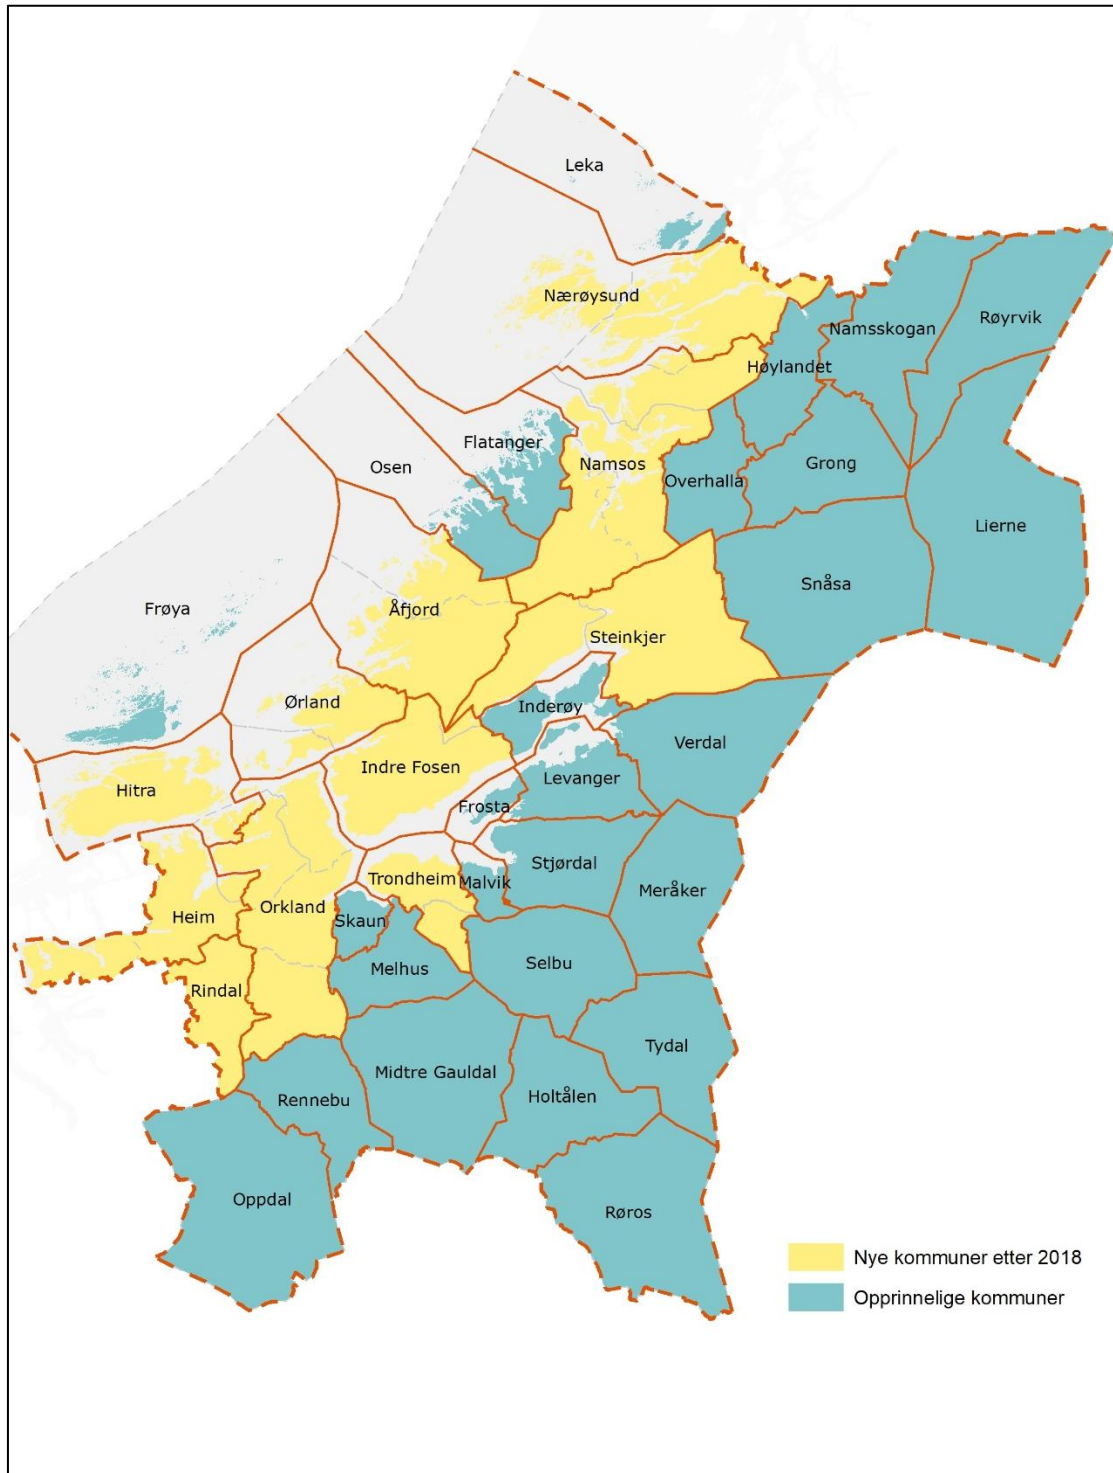 Leka
Nærøysund
Røyrvik
Namsskogan
Høylandet
Flatanger
Osen
Namsos
Grong
Overhalla
Lierne
Snåsa
Frøya
Åfjord
Steinkjer
Ørland
Inderøy
Verdal
Indre Fosen
Levanger
Hitra
Frosta
Stjørdal
Trondheim
Malvik
Meråker
Orkland
Heim
Skaun
Selbu
Melhus
Rindal
Tydal
Midtre Gauldal
Holtålen
Rennebu
Oppdal
Røros
Nye kommuner etter 2018
Opprinnelige kommuner